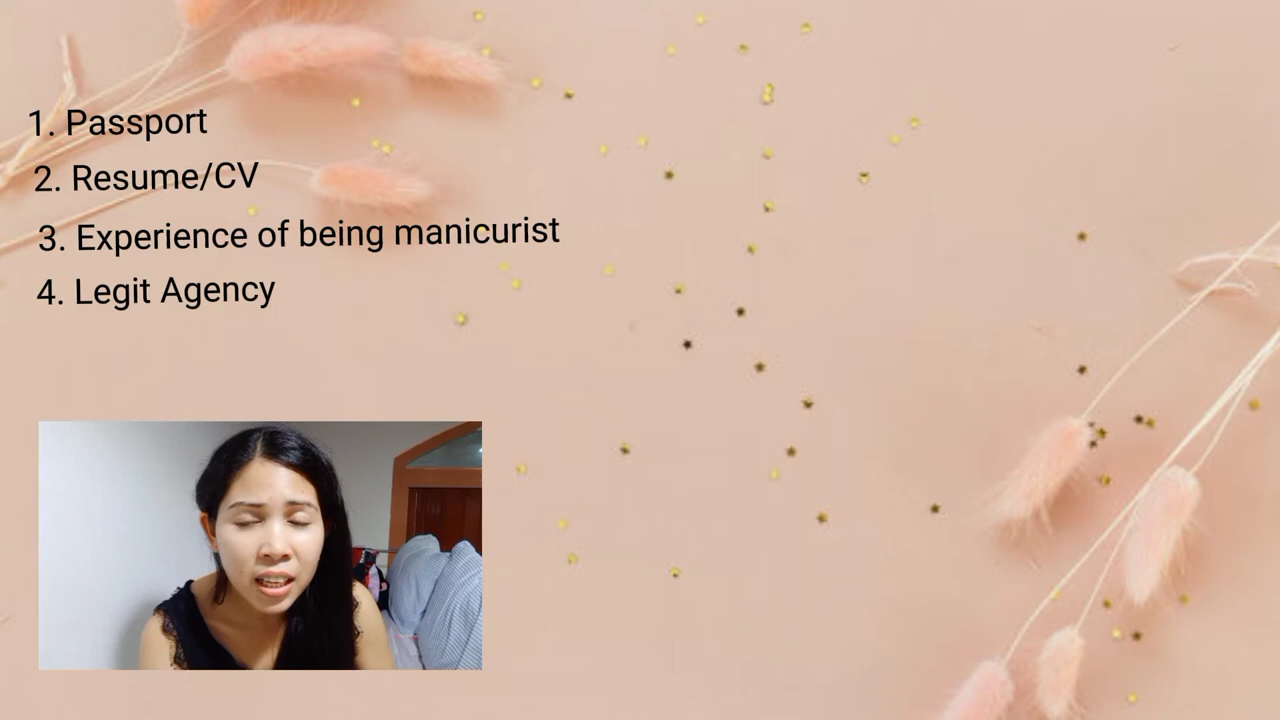 1. Passport
2. Resume/CV
3. Experience of being manicurist
4. Legit Agency